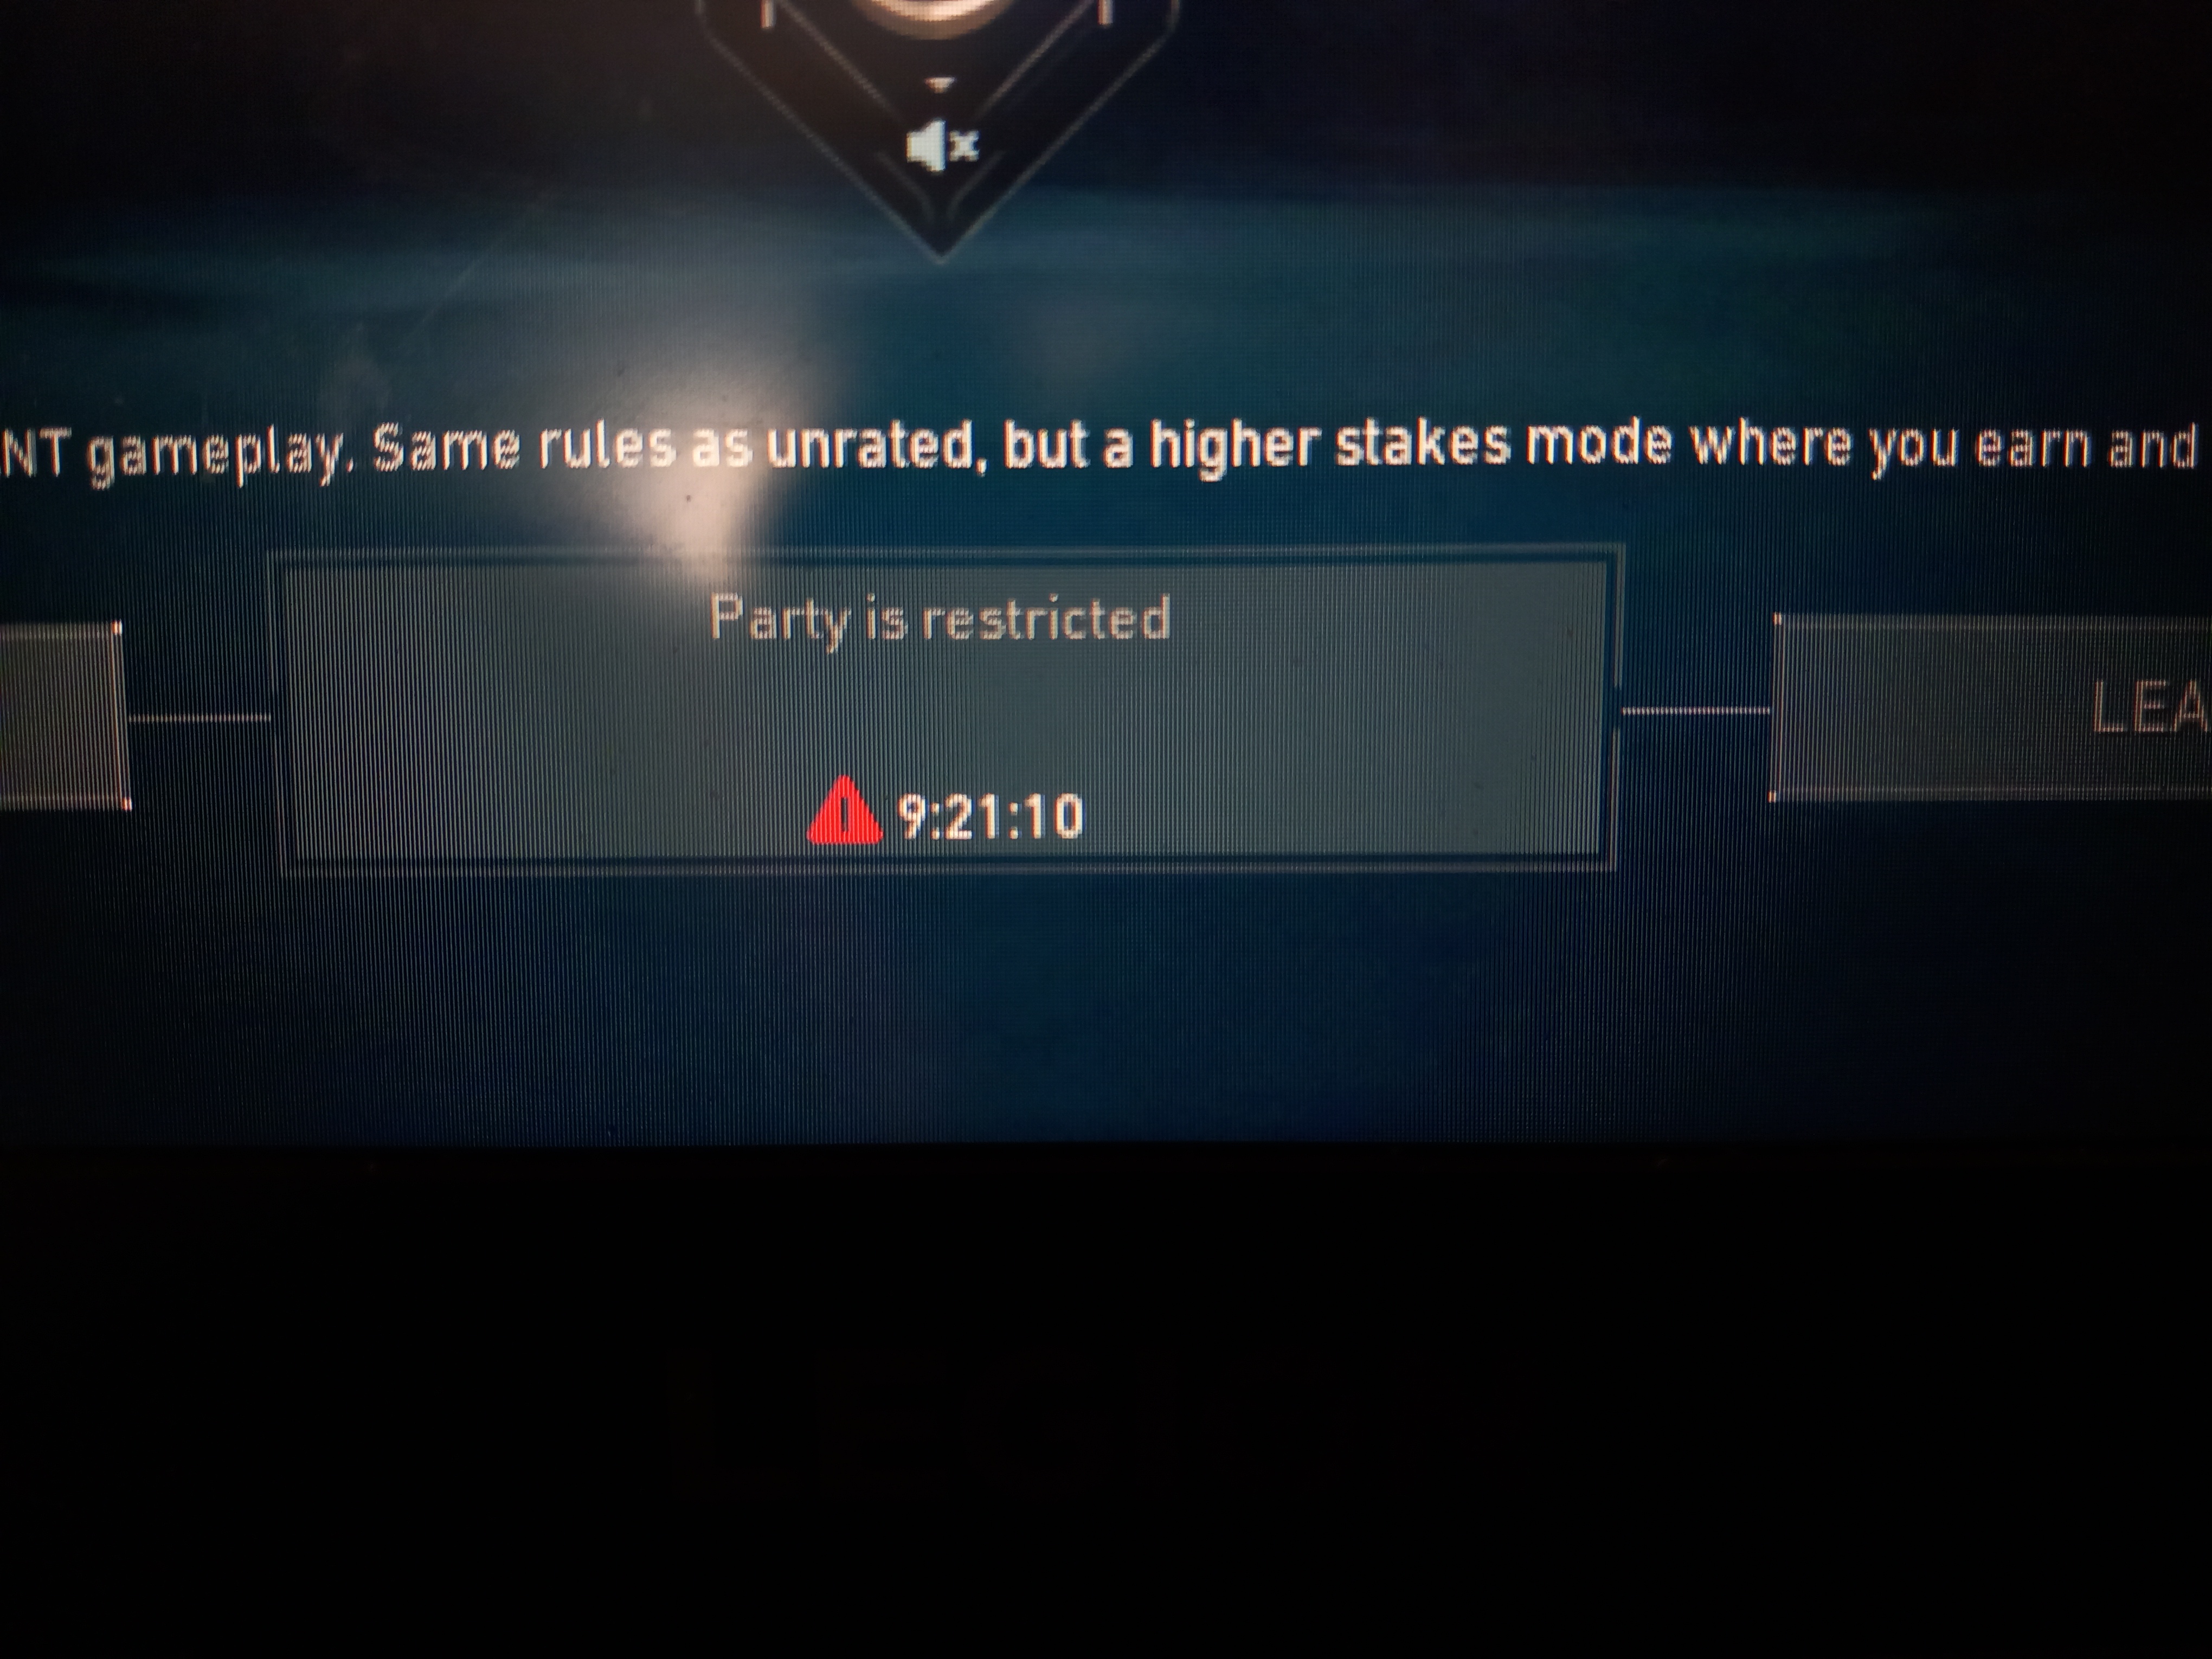 NT gameplay. Same rules as unrated, but a higher stakes mode where you earn and
Party is restricted
LEA
9:21:10